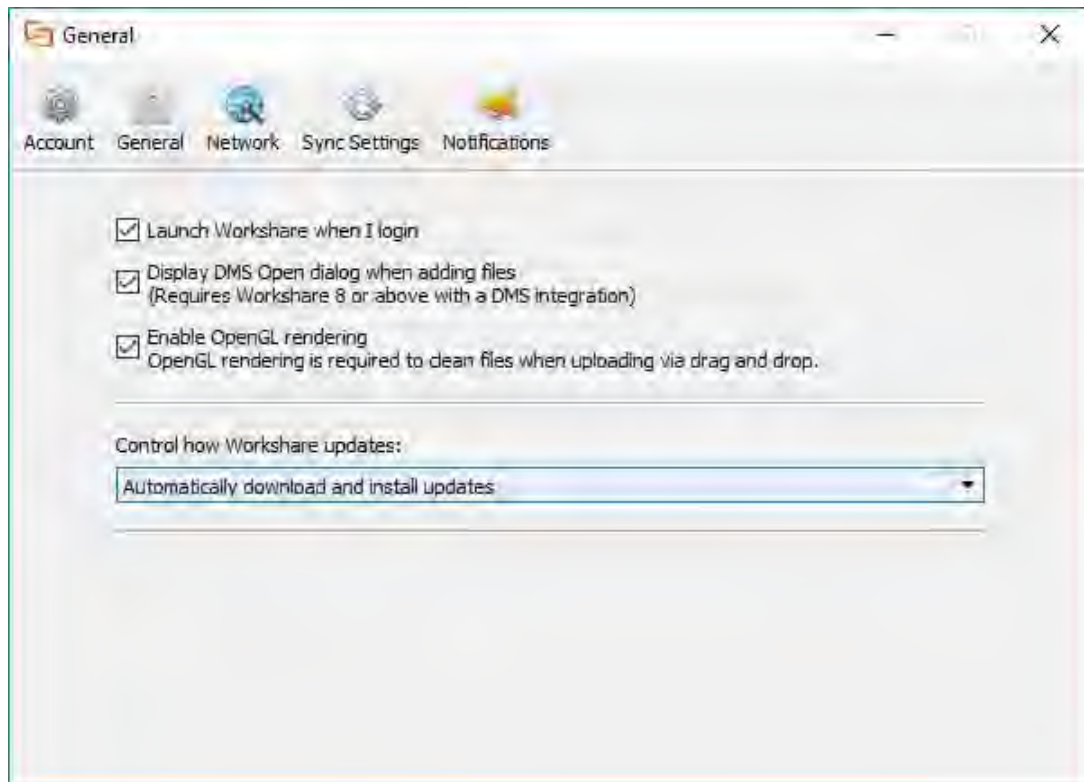 General
Account General Network Sync Settings Notifications
Launch Workshare when I login
Display DMS Open dialog when adding files
(Requires Workshare 8 or above with a DMS integration)
Enable OpenGL rendering
OpenGL rendering is required to clean files when uploading via drag and drop.
Control how Workshare updates:
Automatically download and install updates